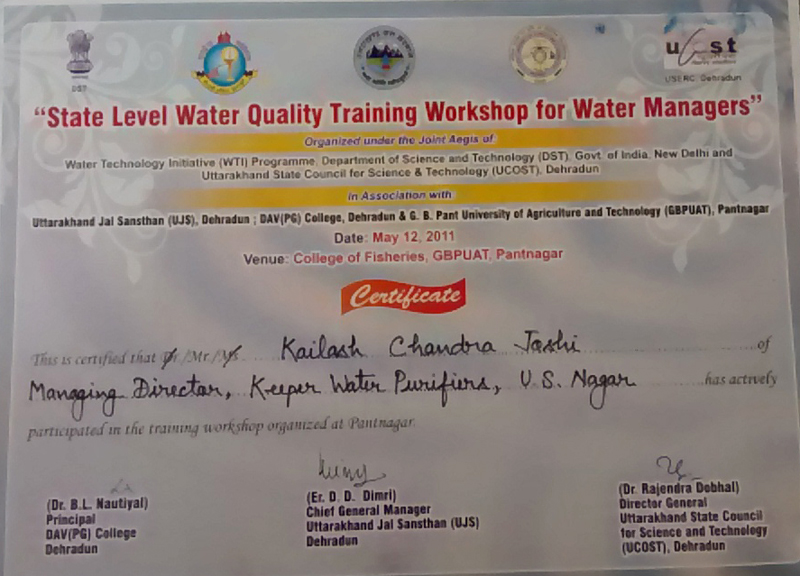 DST
ucost
USERC, Dehradun
"State Level Water Quality Training Workshop for Water Managers"
Organized under the Joint Aegis of:
Water Technology Initiative (WTI) Programme, Department of Science and Technology (DST), Govt. of India, New Delhi and
Uttarakhand State Council for Science & Technology (UCOST), Dehradun
in Association with
Uttarakhand Jal Sansthan (UJS), Dehradun ; DAV(PG) College, Dehradun & G. B. Pant University of Agriculture and Technology (GBPUAT), Pantnagar
Date: May 12, 2011
Venue: College of Fisheries, GBPUAT, Pantnagar
Certificate
This is certified that Dr./Mr./Ms. Kailash Chandra Joshi of
Managing Director, Keeper Water Purifiers, U.S. Nagar has actively
participated in the training workshop organized at Pantnagar.
(Dr. B.L. Nautiyal)
Principal
DAV(PG) College
Dehradun
(Er. D. D. Dimri)
Chief General Manager
Uttarakhand Jal Sansthan (UJS)
Dehradun
(Dr. Rajendra Dobhal)
Director General
Uttarakhand State Council
for Science and Technology
(UCOST), Dehradun